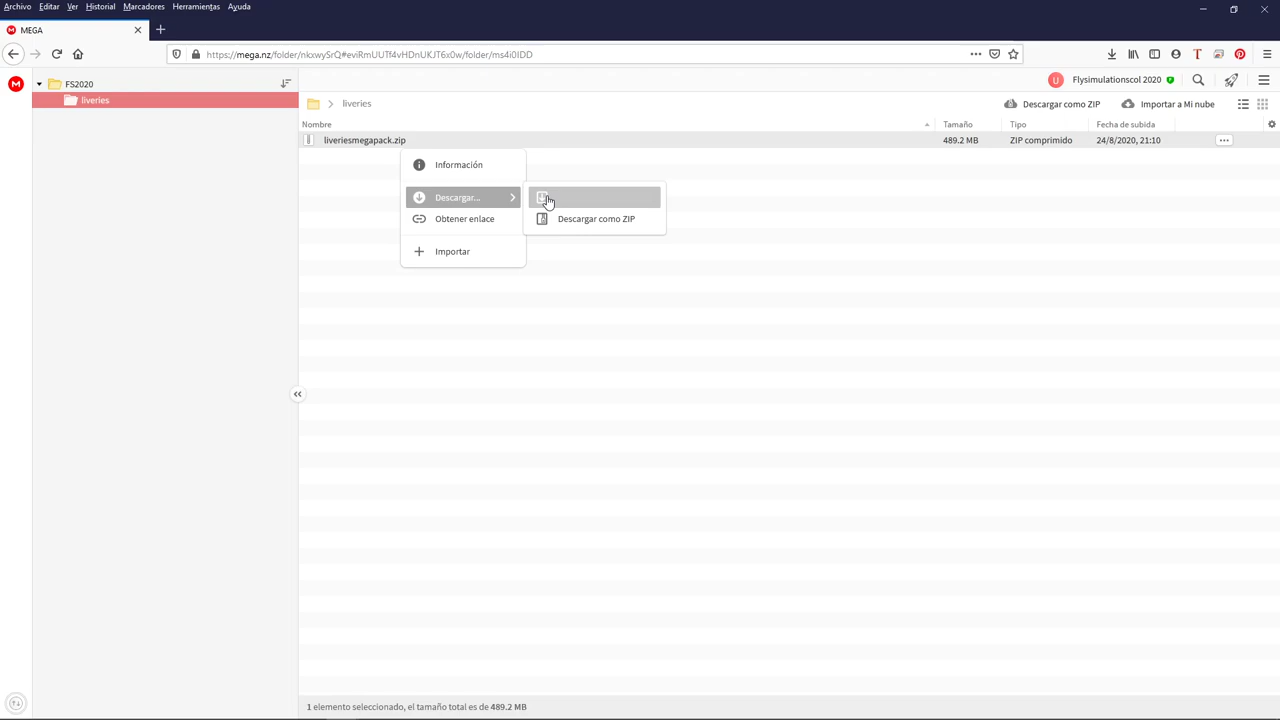 Archivo Editar Ver Historial Marcadores Herramientas Ayuda
MEGA
https://mega.nz/folder/nkxwySrQ#eviRmUUTf4vHDnUKJT6x0w/folder/ms4i0IDD
FS2020
liveries
U Flysimulationscol 2020
liveries
Descargar como ZIP
Importar a Mi nube
Nombre Tamaño Tipo Fecha de subida
liveriesmegapack.zip 489.2 MB ZIP comprimido 24/8/2020, 21:10
Información
Descargar...
Obtener enlace
Descargar como ZIP
Importar
1 elemento seleccionado, el tamaño total es de 489.2 MB